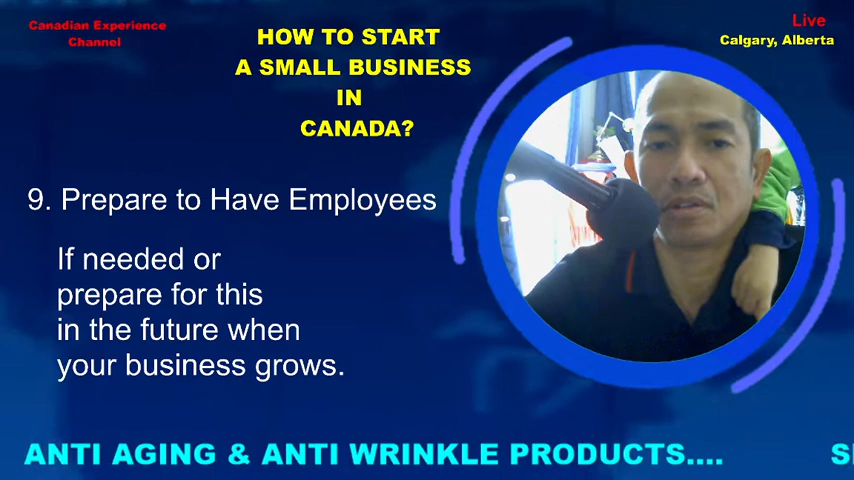 Canadian Experience
Channel
HOW TO START
A SMALL BUSINESS
IN
CANADA?
Live
Calgary, Alberta
9. Prepare to Have Employees
If needed or
prepare for this
in the future when
your business grows.
ANTI AGING & ANTI WRINKLE PRODUCTS....